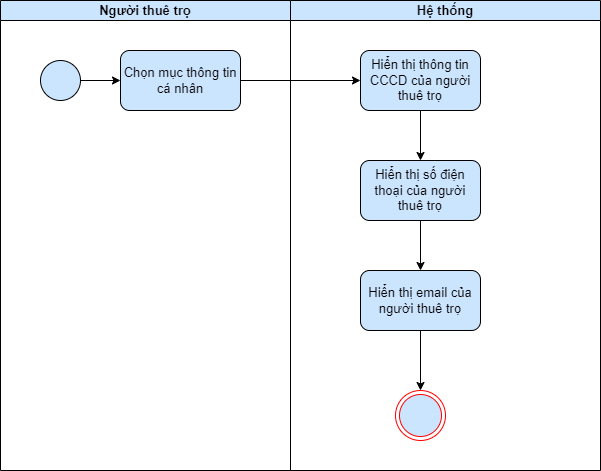 Người thuê trọ
Hệ thống
Chọn mục thông tin
cá nhân
Hiển thị thông tin
CCCD của người
thuê trọ
Hiển thị số điện
thoại của người
thuê trọ
Hiển thị email của
người thuê trọ